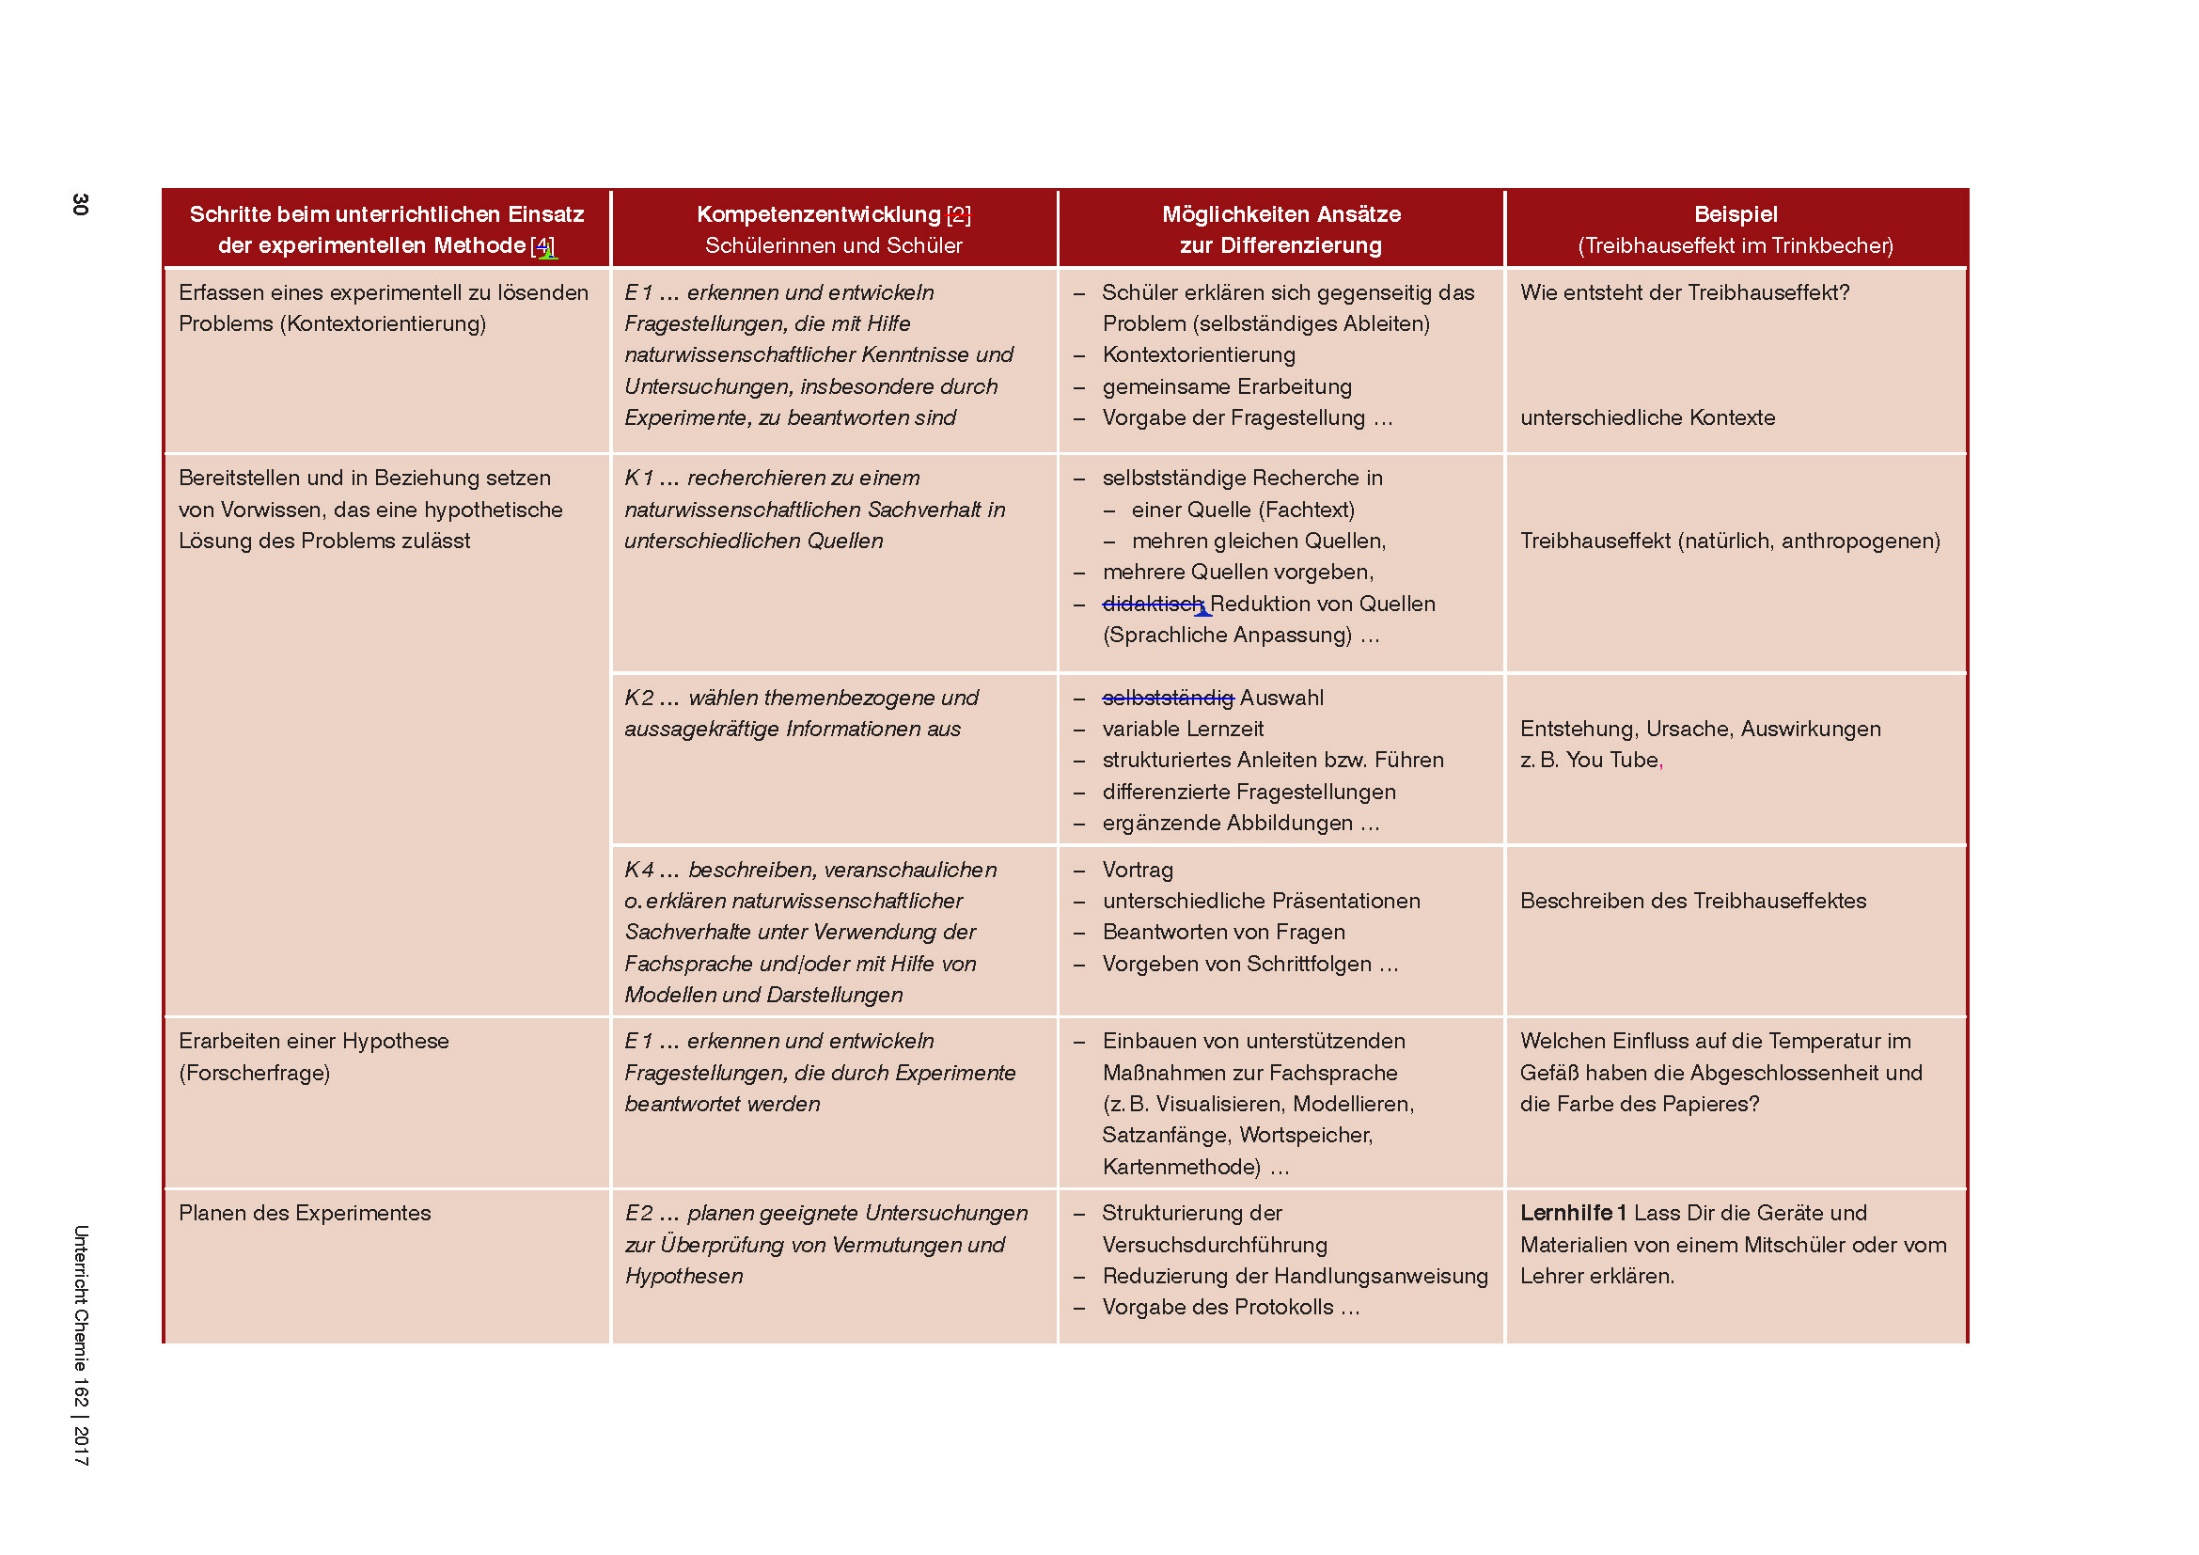 30
Schritte beim unterrichtlichen Einsatz
der experimentellen Methode [4]
Kompetenzentwicklung [2]
Schülerinnen und Schüler
Möglichkeiten Ansätze
zur Differenzierung
Beispiel
(Treibhauseffekt im Trinkbecher)
Erfassen eines experimentell zu lösenden
Problems (Kontextorientierung)
E 1 … erkennen und entwickeln
Fragestellungen, die mit Hilfe
naturwissenschaftlicher Kenntnisse und
Untersuchungen, insbesondere durch
Experimente, zu beantworten sind
– Schüler erklären sich gegenseitig das
Problem (selbständiges Ableiten)
– Kontextorientierung
– gemeinsame Erarbeitung
– Vorgabe der Fragestellung …
Wie entsteht der Treibhauseffekt?
unterschiedliche Kontexte
Bereitstellen und in Beziehung setzen
von Vorwissen, das eine hypothetische
Lösung des Problems zulässt
K 1 … recherchieren zu einem
naturwissenschaftlichen Sachverhalt in
unterschiedlichen Quellen
– selbstständige Recherche in
– einer Quelle (Fachtext)
– mehren gleichen Quellen,
– mehrere Quellen vorgeben,
– didaktisch Reduktion von Quellen
(Sprachliche Anpassung) …
Treibhauseffekt (natürlich, anthropogenen)
K 2 … wählen themenbezogene und
aussagekräftige Informationen aus
– selbstständig Auswahl
– variable Lernzeit
– strukturiertes Anleiten bzw. Führen
– differenzierte Fragestellungen
– ergänzende Abbildungen …
Entstehung, Ursache, Auswirkungen
z. B. You Tube,
K 4 … beschreiben, veranschaulichen
o. erklären naturwissenschaftlicher
Sachverhalte unter Verwendung der
Fachsprache und/oder mit Hilfe von
Modellen und Darstellungen
– Vortrag
– unterschiedliche Präsentationen
– Beantworten von Fragen
– Vorgeben von Schrittfolgen …
Beschreiben des Treibhauseffektes
Erarbeiten einer Hypothese
(Forscherfrage)
E 1 … erkennen und entwickeln
Fragestellungen, die durch Experimente
beantwortet werden
– Einbauen von unterstützenden
Maßnahmen zur Fachsprache
(z. B. Visualisieren, Modellieren,
Satzanfänge, Wortspeicher,
Kartenmethode) …
Welchen Einfluss auf die Temperatur im
Gefäß haben die Abgeschlossenheit und
die Farbe des Papieres?
Planen des Experimentes
E2 … planen geeignete Untersuchungen
zur Überprüfung von Vermutungen und
Hypothesen
– Strukturierung der
Versuchsdurchführung
– Reduzierung der Handlungsanweisung
– Vorgabe des Protokolls …
Lernhilfe 1 Lass Dir die Geräte und
Materialien von einem Mitschüler oder vom
Lehrer erklären.
Unterricht Chemie 162 | 2017